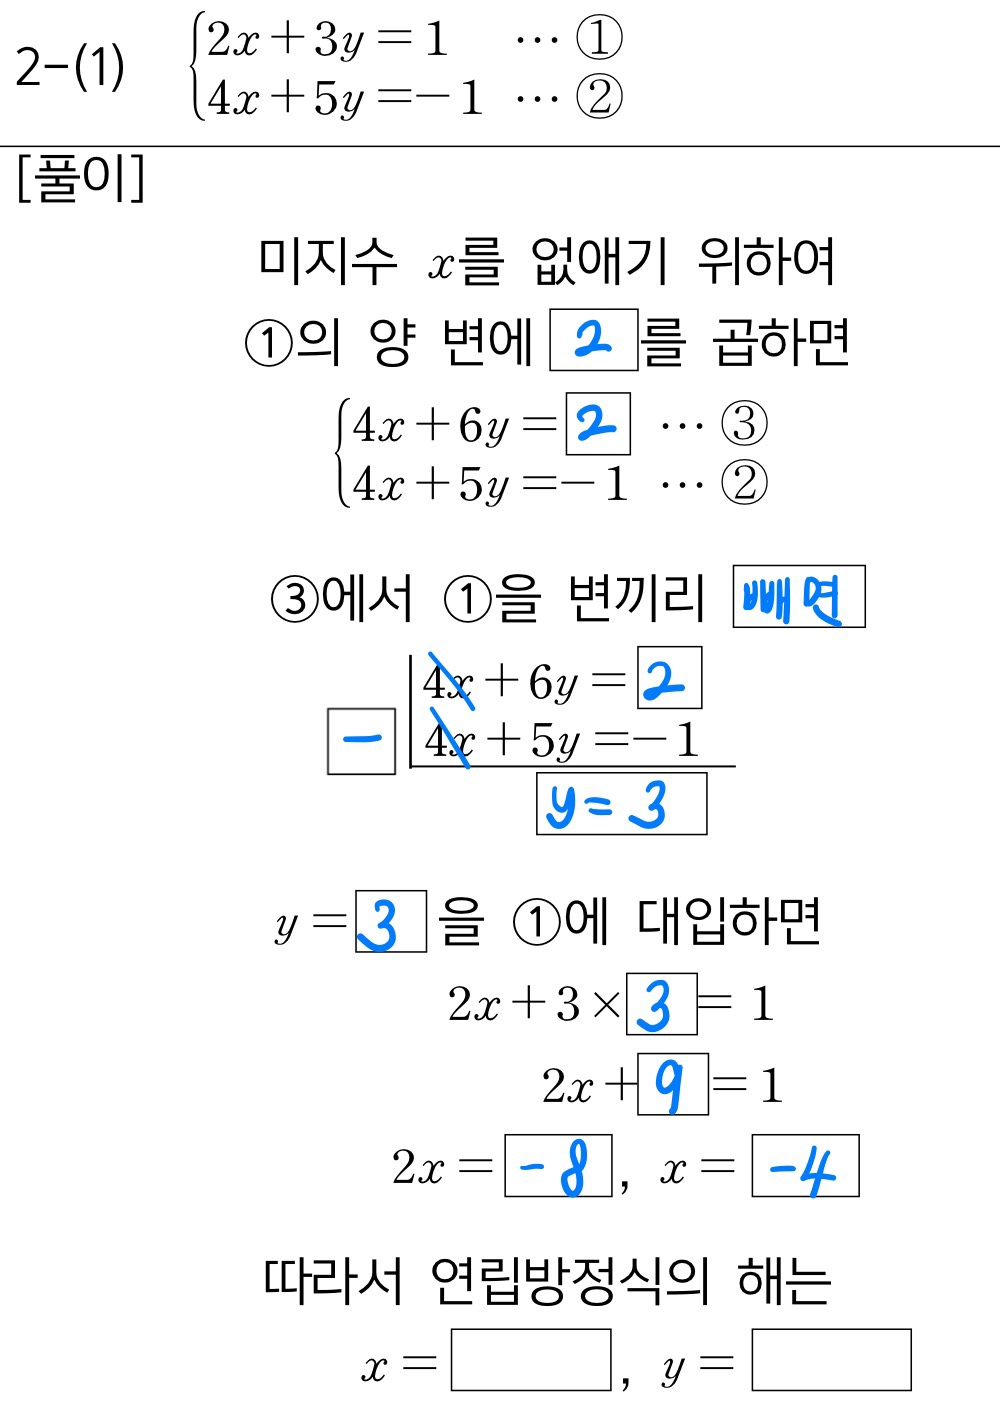 2-(1) 2x+3y=1 ⋯ ①
4x+5y=-1 ⋯ ②
[풀이]
미지수 x를 없애기 위하여
①의 양 변에 2를 곱하면
4x+6y=2 ⋯ ③
4x+5y=-1 ⋯ ②
③에서 ①을 변끼리 빼면
4x+6y=2
- 4x+5y=-1
y=3
y=3을 ①에 대입하면
2x+3×3=1
2x+9=1
2x=-8, x=-4
따라서 연립방정식의 해는
x= , y=